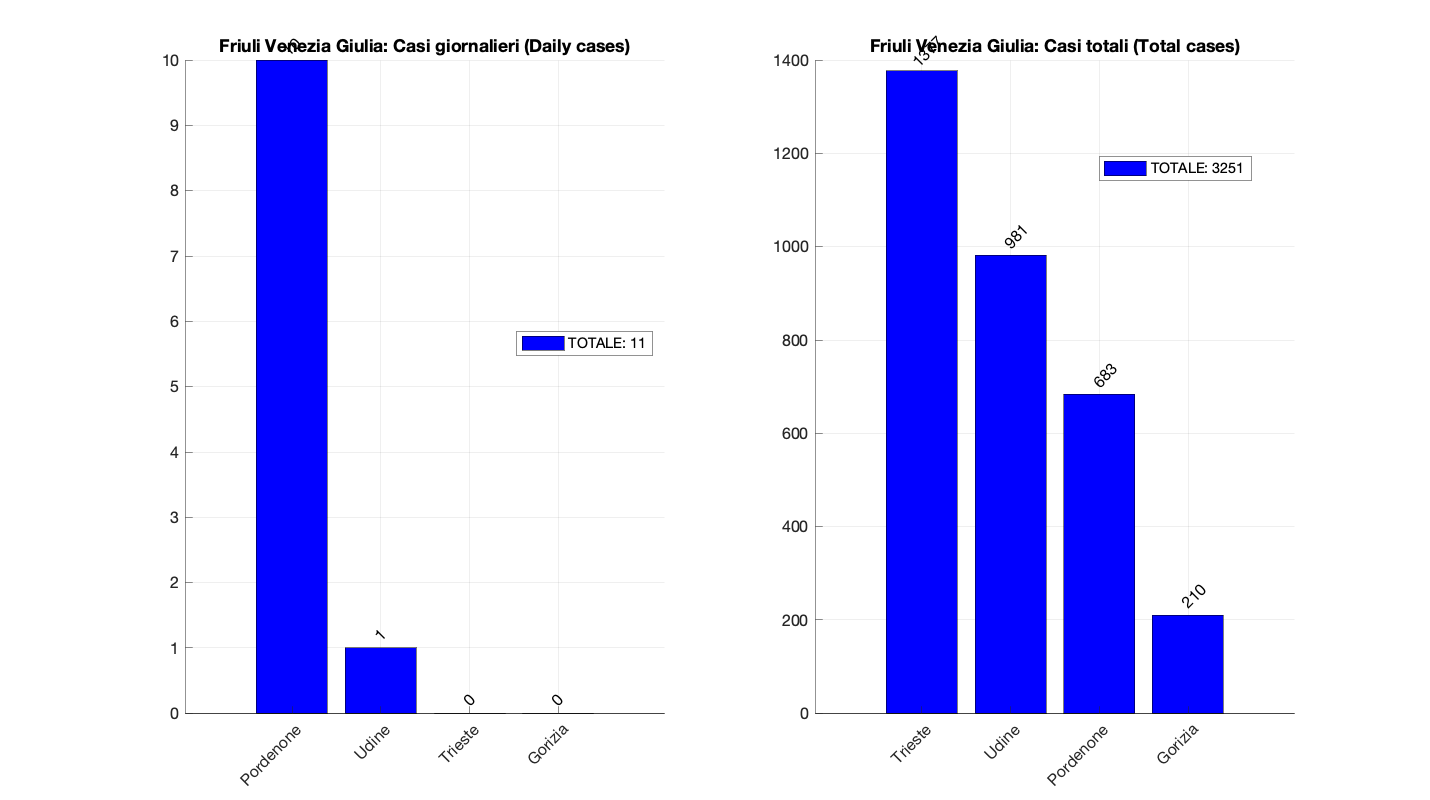 Friuli Venezia Giulia: Casi giornalieri (Daily cases)
10
9
8
7
6
5
4
3
2
1
0
10
1
0
0
TOTALE: 11
Pordenone
Udine
Trieste
Gorizia
Friuli Venezia Giulia: Casi totali (Total cases)
1400
1200
1000
800
600
400
200
0
1377
981
683
210
TOTALE: 3251
Trieste
Udine
Pordenone
Gorizia